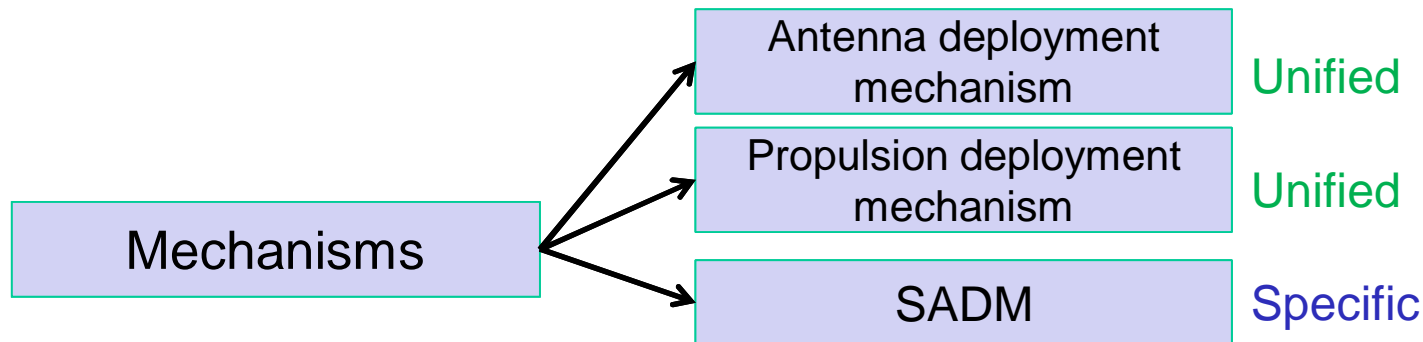 Antenna deployment
mechanism
Unified
Propulsion deployment
mechanism
Unified
Mechanisms
SADM
Specific